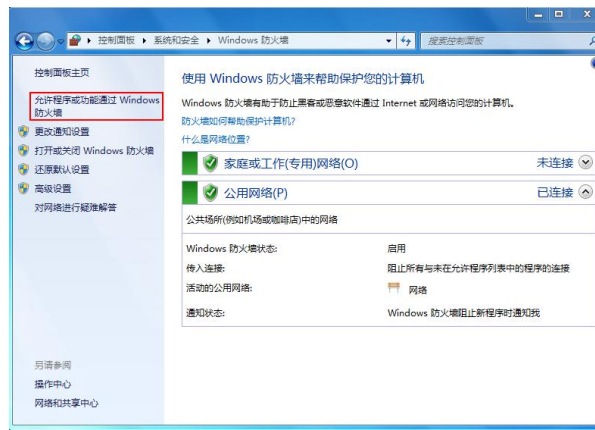 控制面板 ▸ 系统和安全 ▸ Windows 防火墙
搜索控制面板
控制面板主页
允许程序或功能通过 Windows
防火墙
更改通知设置
打开或关闭 Windows 防火墙
还原默认设置
高级设置
对网络进行疑难解答
另请参阅
操作中心
网络和共享中心
使用 Windows 防火墙来帮助保护您的计算机
Windows 防火墙有助于防止黑客或恶意软件通过 Internet 或网络访问您的计算机。
防火墙如何帮助保护计算机?
什么是网络位置?
家庭或工作(专用)网络(O) 未连接
公用网络(P) 已连接
公共场所(例如机场或咖啡店)中的网络
Windows 防火墙状态: 启用
传入连接: 阻止所有与未在允许程序列表中的程序的连接
活动的公用网络: 网络
通知状态: Windows 防火墙阻止新程序时通知我